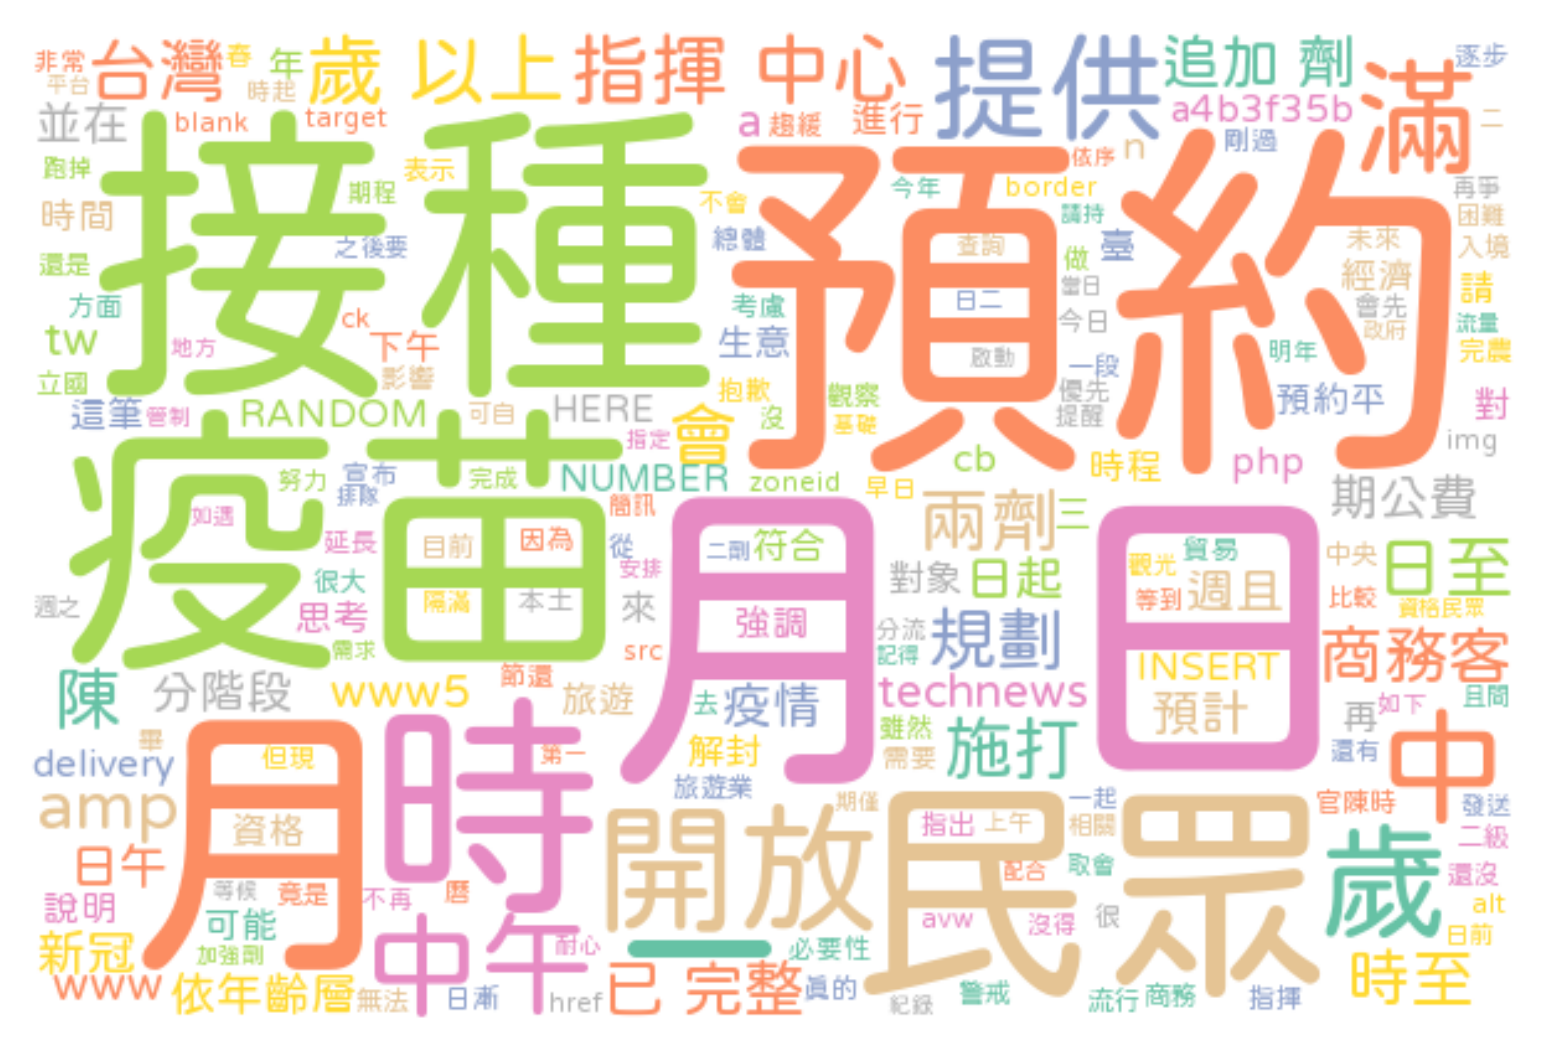 非常 台灣 春 年 歲 以上 指揮 中心 提供 追加 劑 逐步
平台 時起 滿
並在 blank target a 趨緩 進行 a4b3f35b 二
接種 預約
跑掉 表示 依序 n 剛過
時間 期程 不會 今年 border 再爭
之後要 總體 請持 困難
還是 查詢 做 臺 未來 入境
方面 考慮 日二 當日 經濟 請
ck 今日 會先
tw 地方 下午 生意 啟動 明年 政府 流量
立國 影響 一段 完農
抱歉 觀察 優先
這筆 管制 RANDOM 可自 HERE 會 沒 基礎 提醒 預約平 對
疫苗 指定 img
努力 宣布 完成 NUMBER zoneid cb 時程 php
排隊 簡訊 早日 期公費
如遇 月 日
延長 目前 因為 從 二劑 符合 兩劑 三 觀光 貿易 中央 日至
很大 安排 對象 日起 週且
週之 思考 隔滿 本土 來 強調 等到 比較 資格民眾
需求 src 分流 規劃 商務客
陳 分階段 www5 節還 旅遊 記得 INSERT
去 疫情 technews 預計 再 如下 且問
畢 但現 第一 解封 雖然 施打 還有 中
delivery 月 時 旅遊業 需要
amp 資格 開放 期僅 民眾 一起 官陳時 發送
日午 指出 上午 相關 歲 二級
等候 竟是 不再 曆 配合 取會 還沒
說明 可能 avw 沒得 很 alt
新冠 加強劑 中午 耐心 一 必要性 日前
www 依年齡層 無法 日漸 href 已 完整 真的 紀錄 警戒 流行 商務 指揮 時至